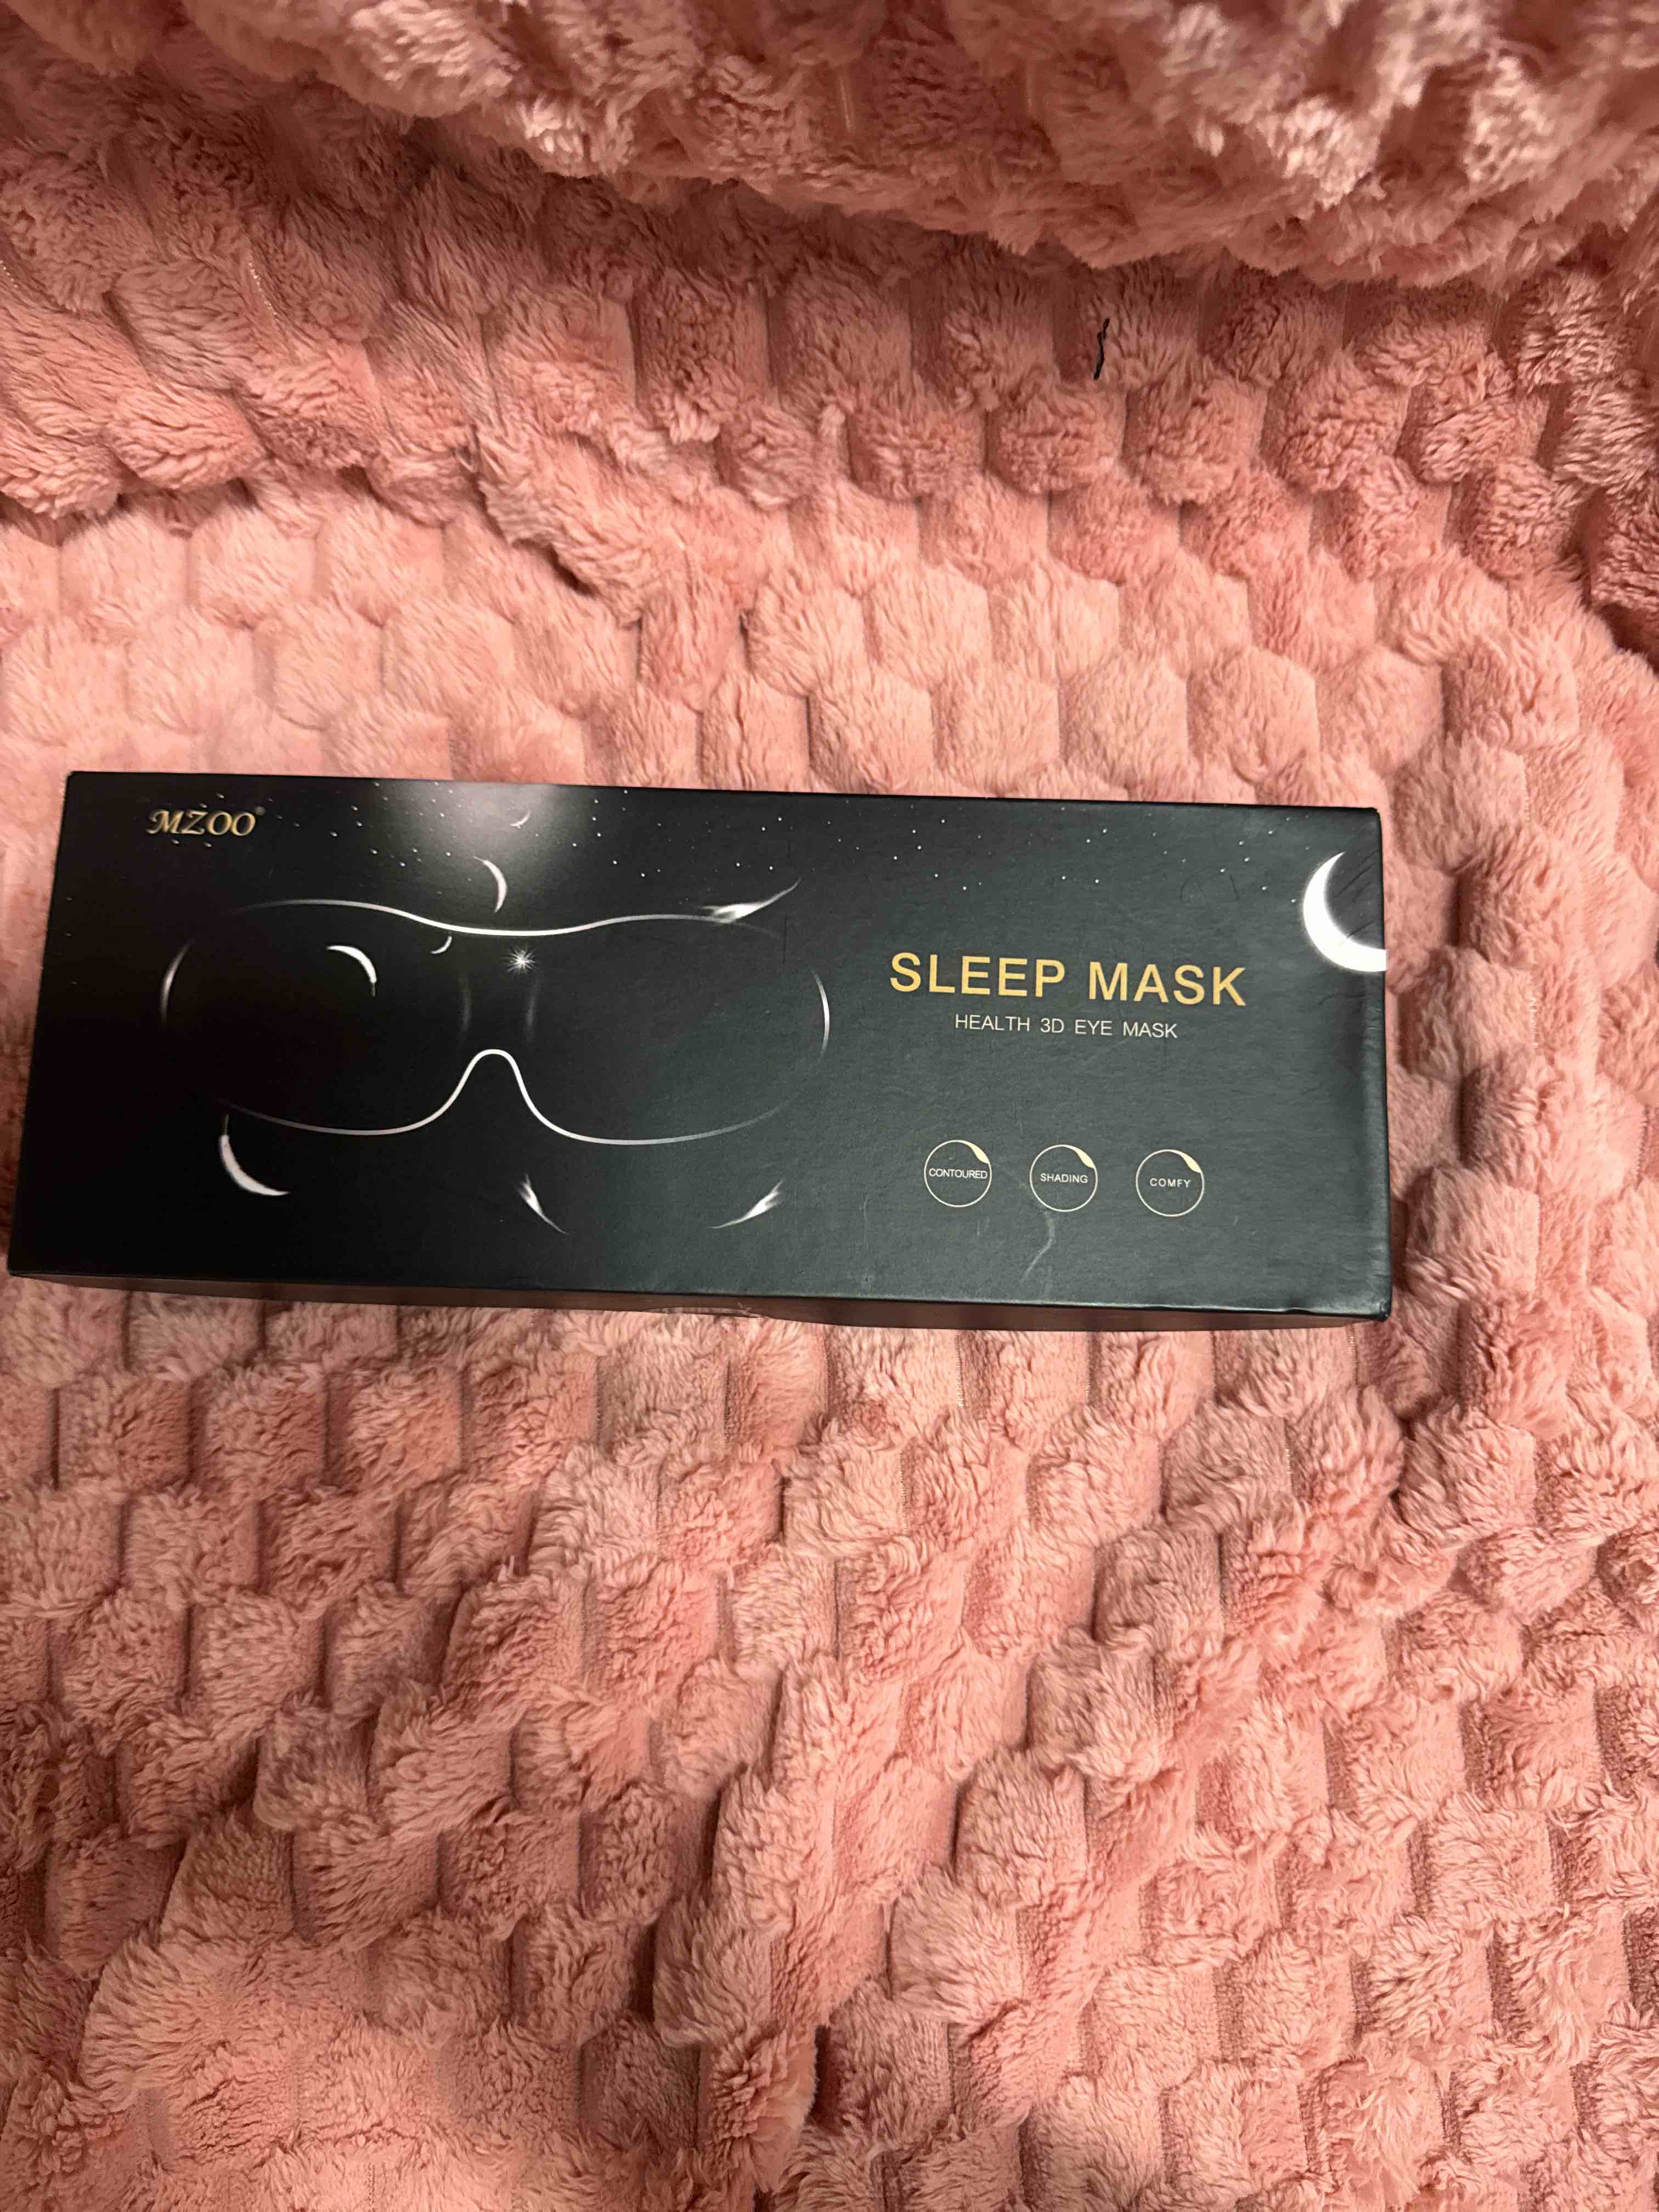 MZOO®
SLEEP MASK
HEALTH 3D EYE MASK
CONTOURED
SHADING
COMFY